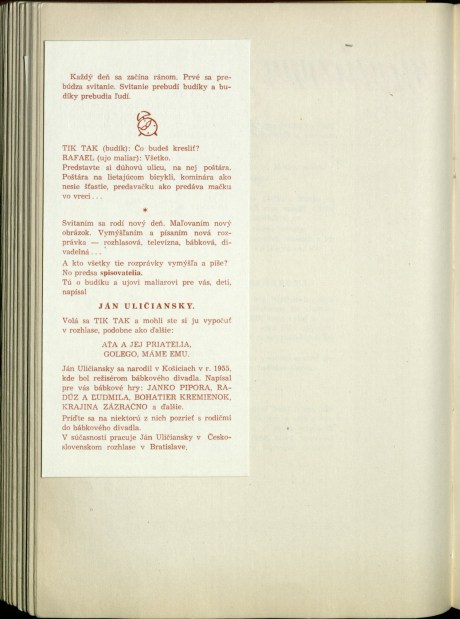 Každý deň sa začína ránom. Prvé sa pre-
búdza svitanie. Svitanie prebudí budíky a bu-
díky prebudia ľudí.
TIK TAK (budík): Čo budeš kresliť?
RAFAEL (ujo maliar): Všetko.
Predstavte si dúhovú ulicu, na nej poštára.
Poštára na lietajúcom bicykli, kominára ako
nesie šťastie, predavačku ako predáva mačku
vo vreci...
*
Svitaním sa rodí nový deň. Maľovaním nový
obrázok. Vymýšľaním a písaním nová roz-
právka — rozhlasová, televízna, bábková, di-
vadelná...
A kto všetky tie rozprávky vymýšľa a píše?
No predsa spisovatelia.
Tú o budíku a ujovi maliarovi pre vás, deti,
napísal
JÁN ULIČIANSKY.
Volá sa TIK TAK a mohli ste si ju vypočuť
v rozhlase, podobne ako ďalšie:
AŤA A JEJ PRIATELIA,
GOLEGO, MÁME EMU.
Ján Uličiansky sa narodil v Košiciach v r. 1955,
kde bol režisérom bábkového divadla. Napísal
pre vás bábkové hry: JANKO PIPORA, RA-
DÚZ A ĽUDMILA, BOHATIER KREMIENOK,
KRAJINA ZÁZRAČNO a ďalšie.
Príďte sa na niektorú z nich pozrieť s rodičmi
do bábkového divadla.
V súčasnosti pracuje Ján Uličiansky v Česko-
slovenskom rozhlase v Bratislave.